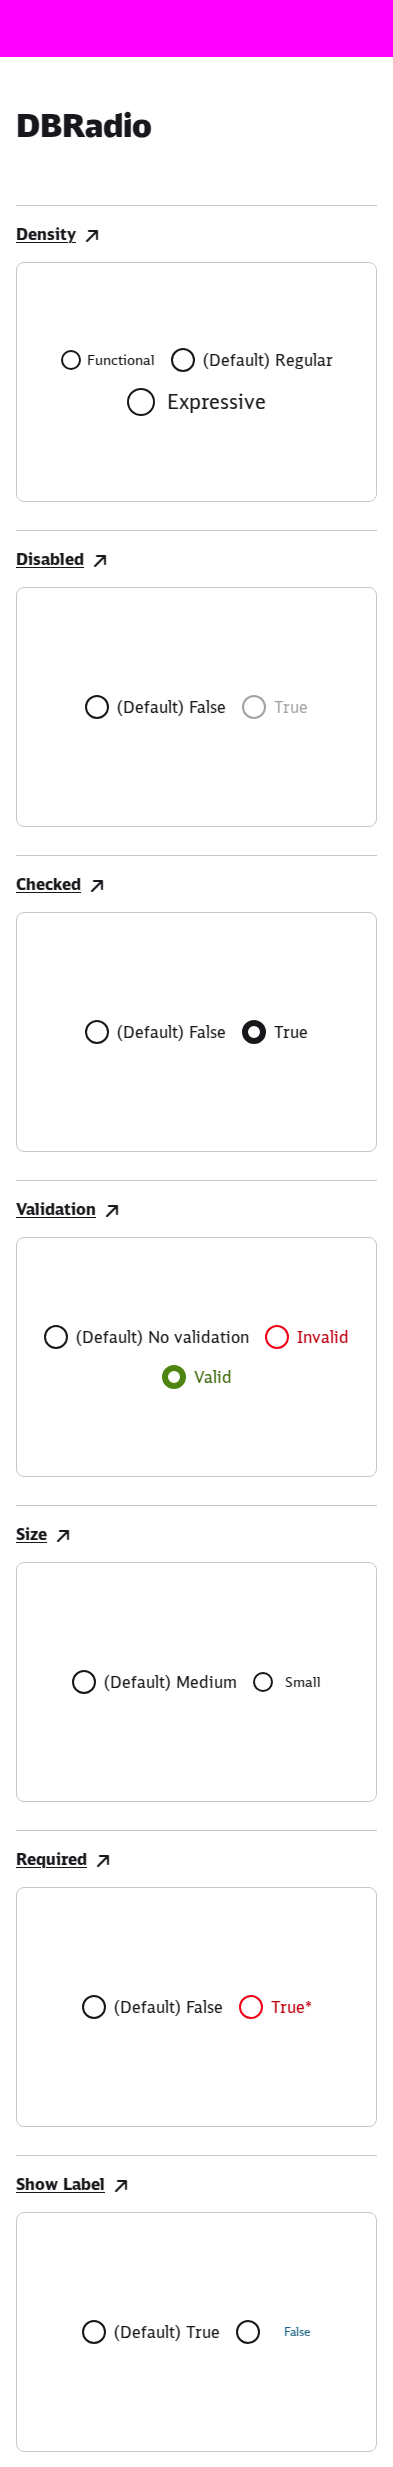 DBRadio
Density
Functional (Default) Regular
Expressive
Disabled
(Default) False True
Checked
(Default) False True
Validation
(Default) No validation Invalid
Valid
Size
(Default) Medium Small
Required
(Default) False True*
Show Label
(Default) True False